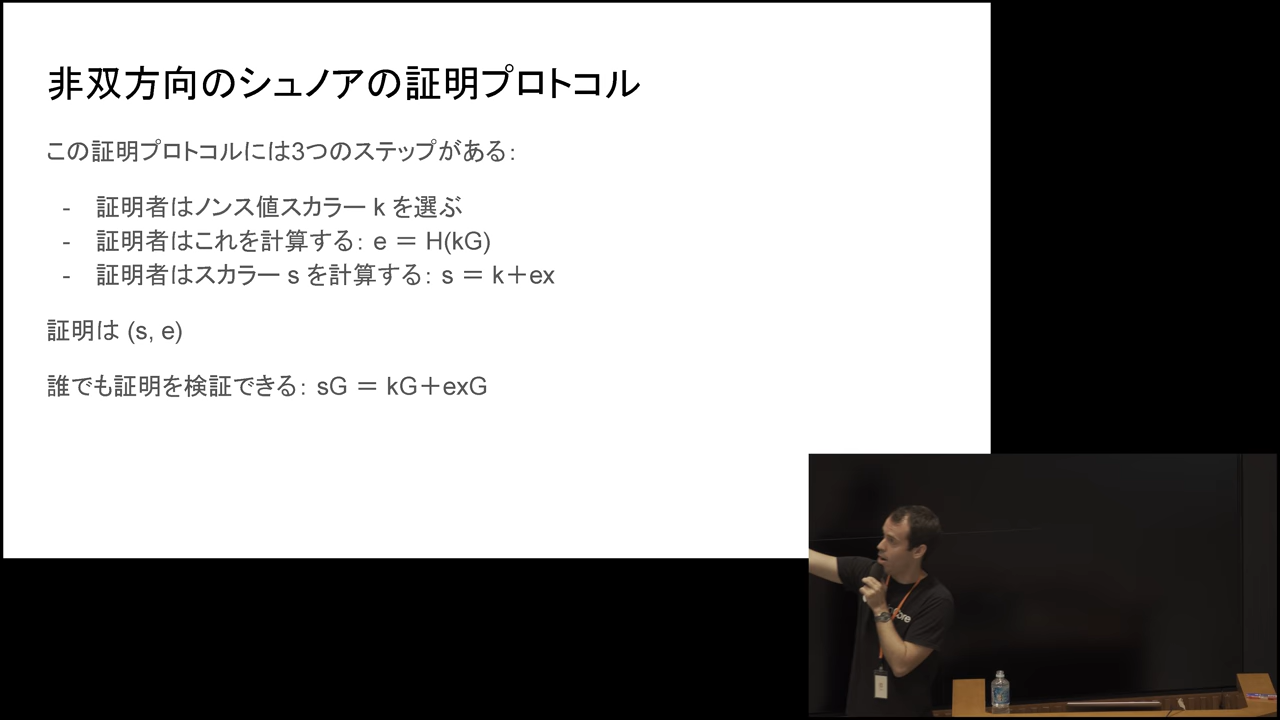 非双方向のシュノアの証明プロトコル
この証明プロトコルには3つのステップがある：
- 証明者はノンス値スカラー k を選ぶ
- 証明者はこれを計算する： e ＝ H(kG)
- 証明者はスカラー s を計算する： s ＝ k＋ex
証明は (s, e)
誰でも証明を検証できる： sG ＝ kG＋exG